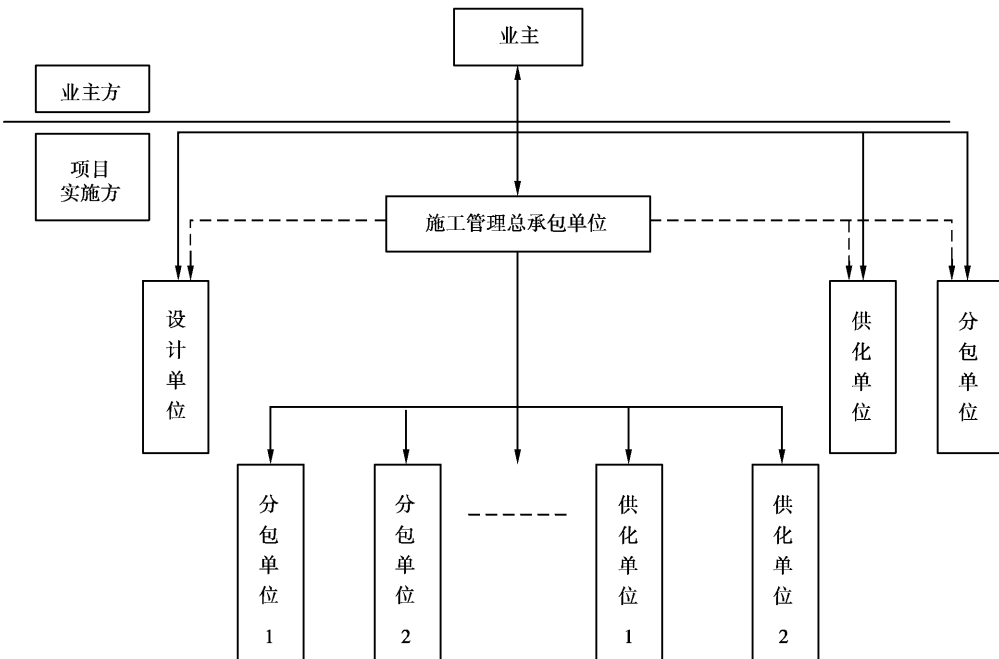 业主
业主方
项目
实施方
施工管理总承包单位
设计单位
供化单位
分包单位
分包单位1
分包单位2
供化单位1
供化单位2